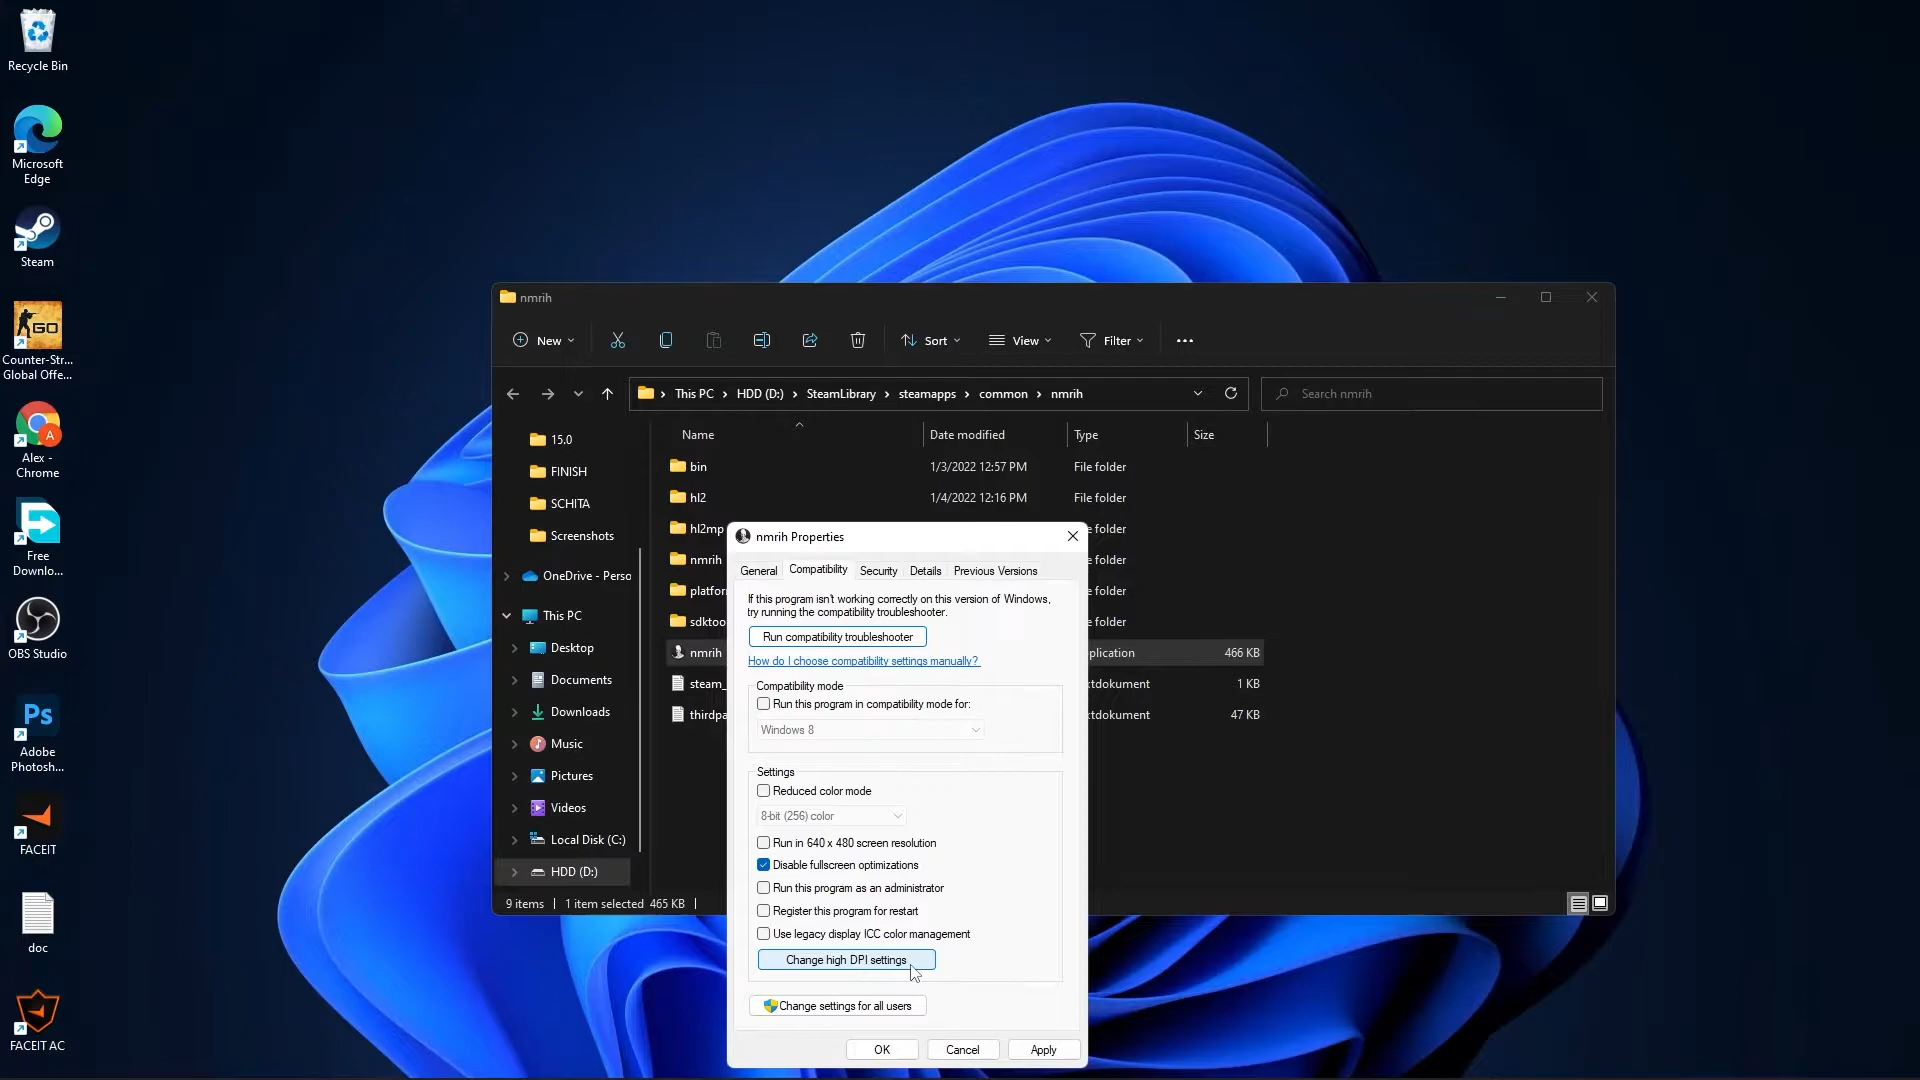 Recycle Bin
Microsoft
Edge
Steam
GO
Counter-Str...
Global Offe...
A
Alex -
Chrome
Free
Downlo...
OBS Studio
Ps
Adobe
Photosh...
FACEIT
doc
FACEIT AC
nmrih
New
Sort
View
Filter
This PC
HDD (D:)
SteamLibrary
steamapps
common
nmrih
Search nmrih
15.0
FINISH
SCHITA
Screenshots
OneDrive - Perso
This PC
Desktop
Documents
Downloads
Music
Pictures
Videos
Local Disk (C:)
HDD (D:)
Name Date modified Type Size
bin 1/3/2022 12:57 PM File folder
hl2 1/4/2022 12:16 PM File folder
hl2mp e folder
nmrih e folder
platfor e folder
sdktoo e folder
nmrih plication 466 KB
steam_ xtdokument 1 KB
thirdpa xtdokument 47 KB
9 items 1 item selected 465 KB
nmrih Properties
General Compatibility Security Details Previous Versions
If this program isn't working correctly on this version of Windows,
try running the compatibility troubleshooter.
Run compatibility troubleshooter
How do I choose compatibility settings manually?
Compatibility mode
Run this program in compatibility mode for:
Windows 8
Settings
Reduced color mode
8-bit (256) color
Run in 640 x 480 screen resolution
Disable fullscreen optimizations
Run this program as an administrator
Register this program for restart
Use legacy display ICC color management
Change high DPI settings
Change settings for all users
OK Cancel Apply